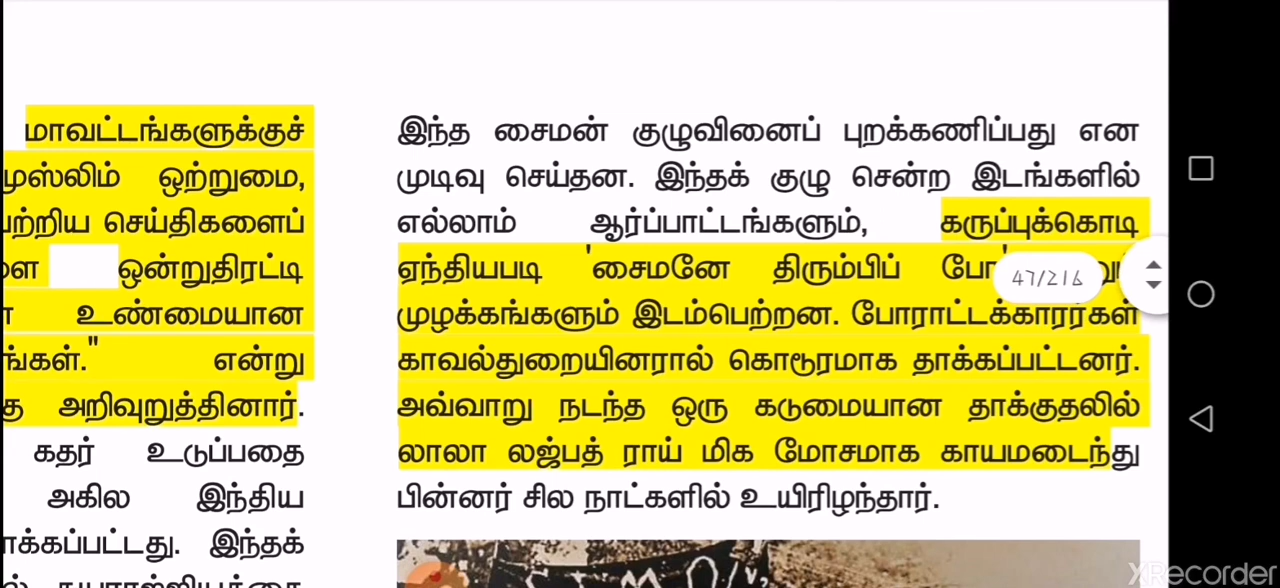 மாவட்டங்களுக்குச்
முஸ்லிம் ஒற்றுமை,
பற்றிய செய்திகளைப்
ஒன்றுதிரட்டி
உண்மையான
ங்கள்." என்று
அறிவுறுத்தினார்.
கதர் உடுப்பதை
அகில இந்திய
ாக்கப்பட்டது. இந்தக்
இந்த சைமன் குழுவினைப் புறக்கணிப்பது என
முடிவு செய்தன. இந்தக் குழு சென்ற இடங்களில்
எல்லாம் ஆர்ப்பாட்டங்களும், கருப்புக்கொடி
ஏந்தியபடி 'சைமனே திரும்பிப் போ'
முழக்கங்களும் இடம்பெற்றன. போராட்டக்காரர்கள்
காவல்துறையினரால் கொடூரமாக தாக்கப்பட்டனர்.
அவ்வாறு நடந்த ஒரு கடுமையான தாக்குதலில்
லாலா லஜ்பத் ராய் மிக மோசமாக காயமடைந்து
பின்னர் சில நாட்களில் உயிரிழந்தார்.
47/216
XRecorder